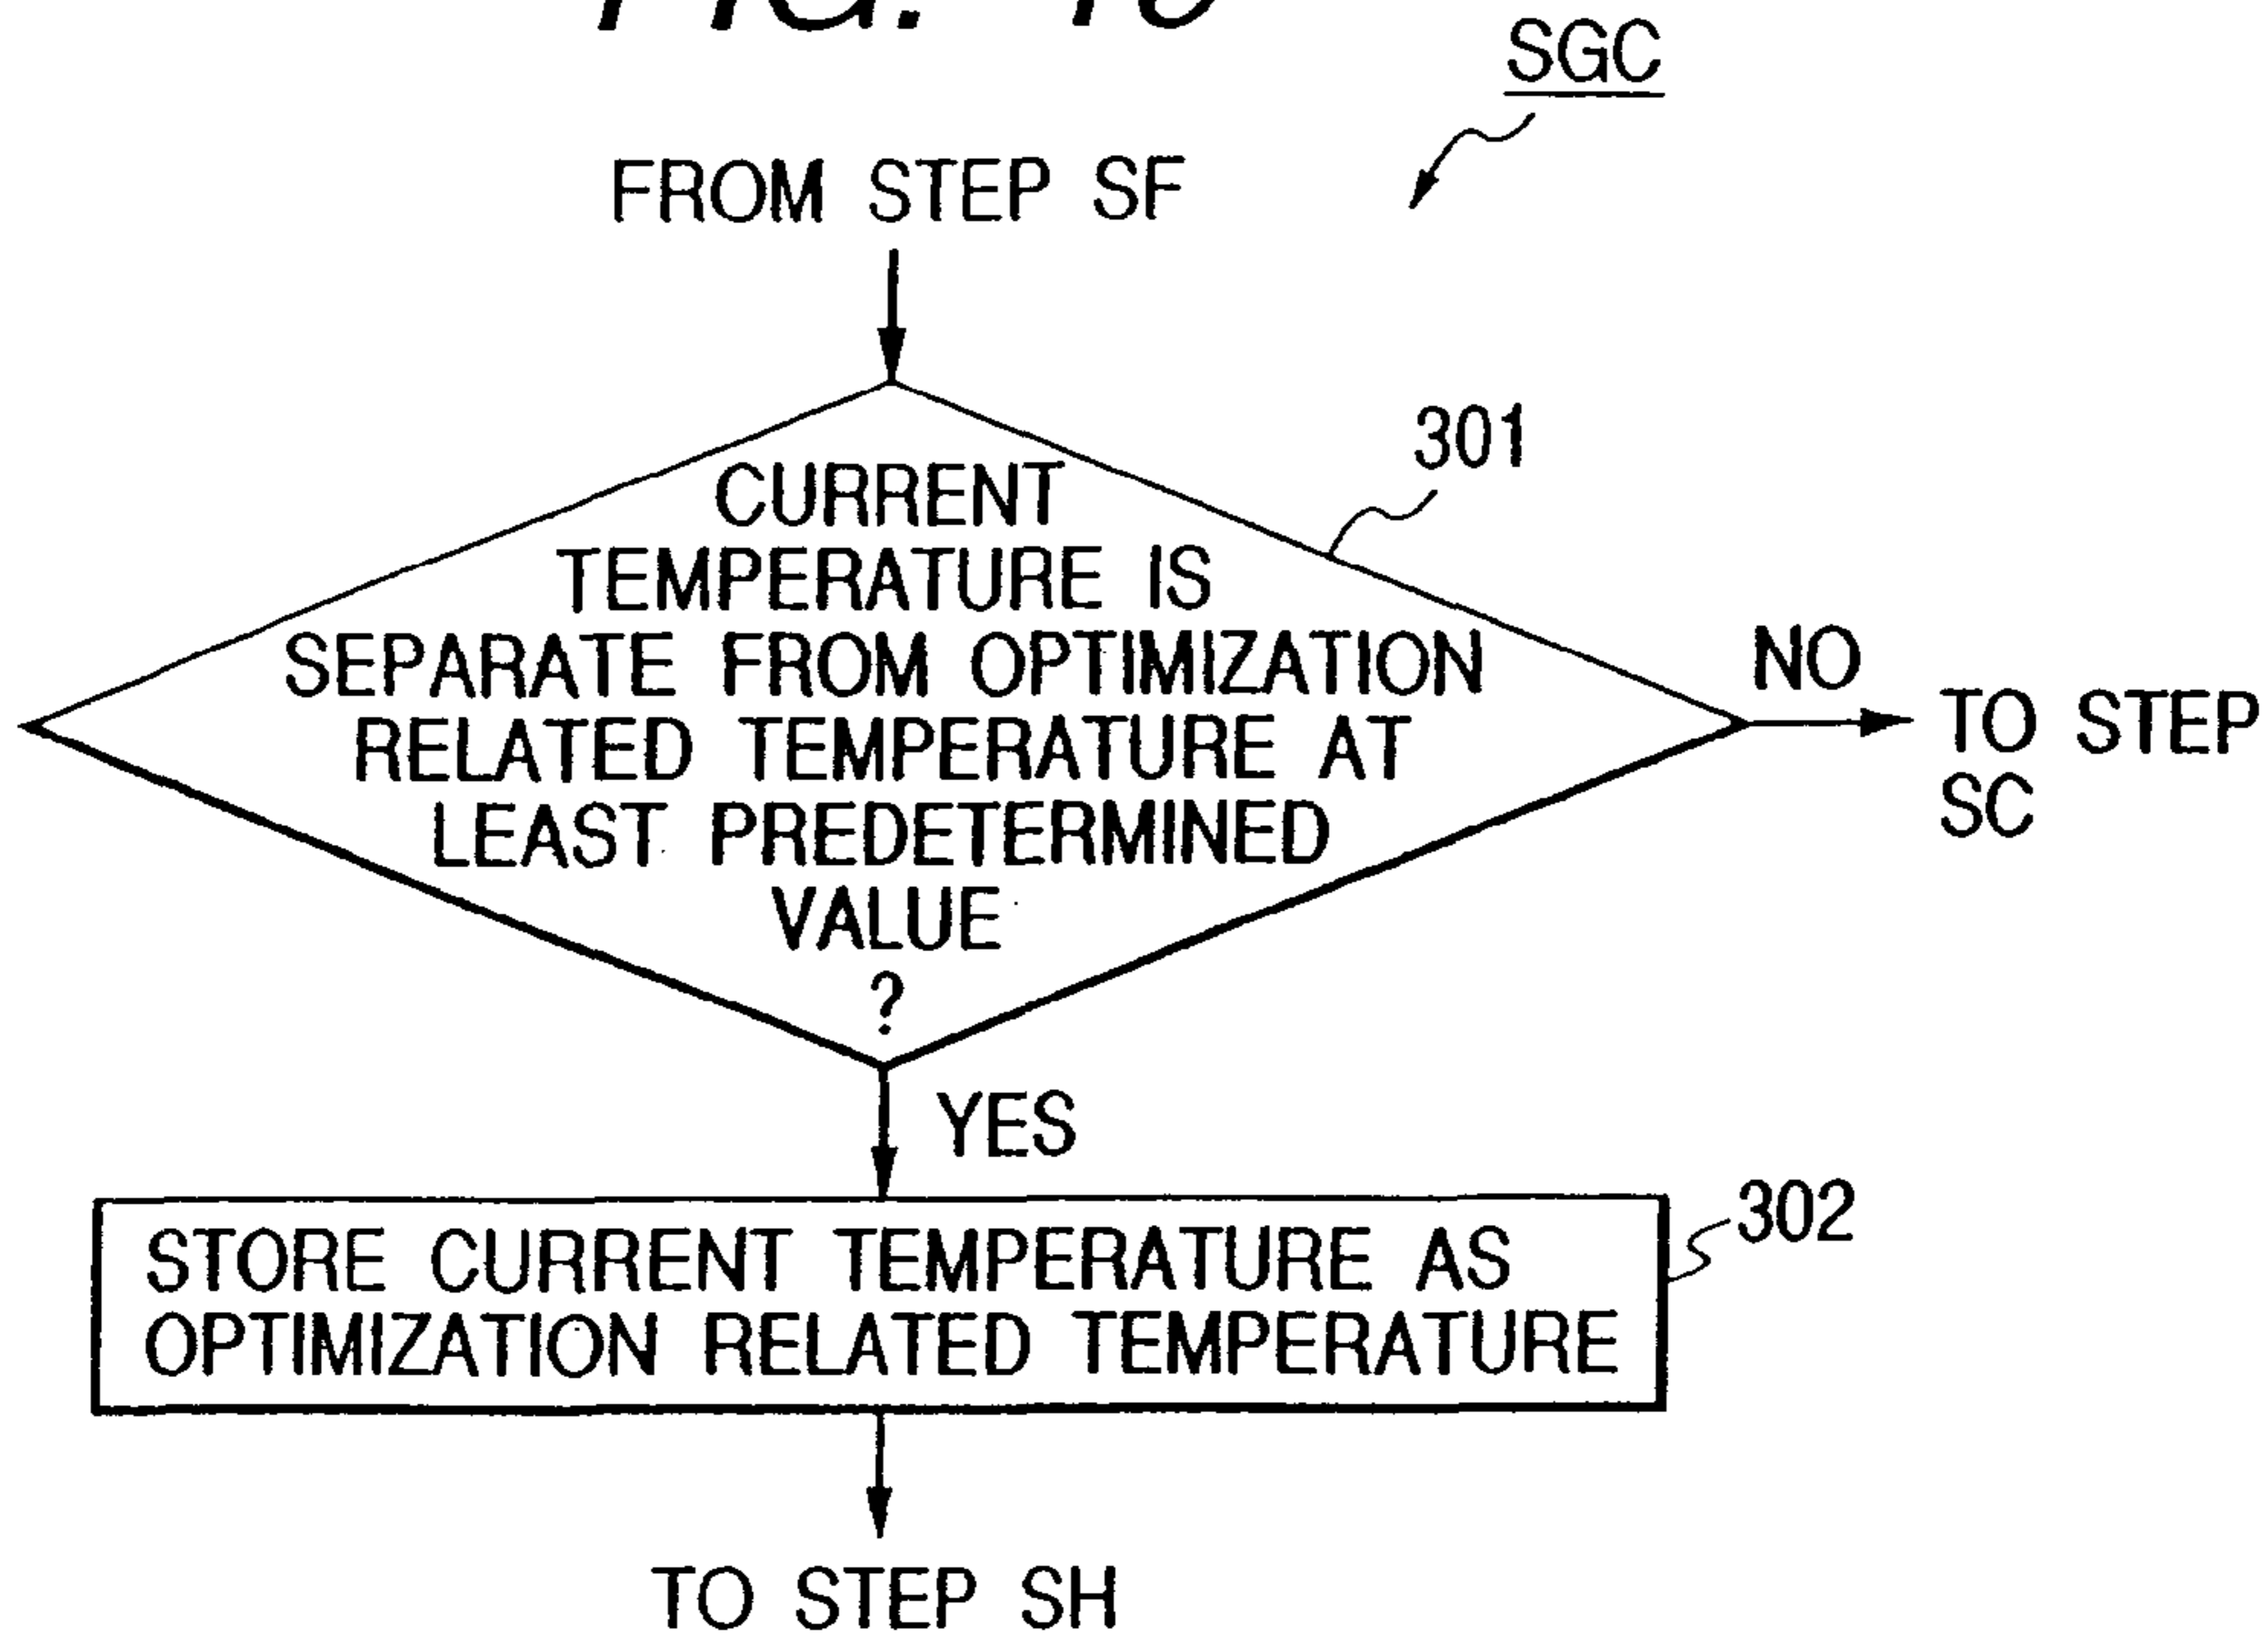 FIG.
SGC
FROM STEP SF
301
CURRENT
TEMPERATURE IS
SEPARATE FROM OPTIMIZATION
RELATED TEMPERATURE AT
LEAST PREDETERMINED
VALUE
?
NO
TO STEP
SC
YES
302
STORE CURRENT TEMPERATURE AS
OPTIMIZATION RELATED TEMPERATURE
TO STEP SH